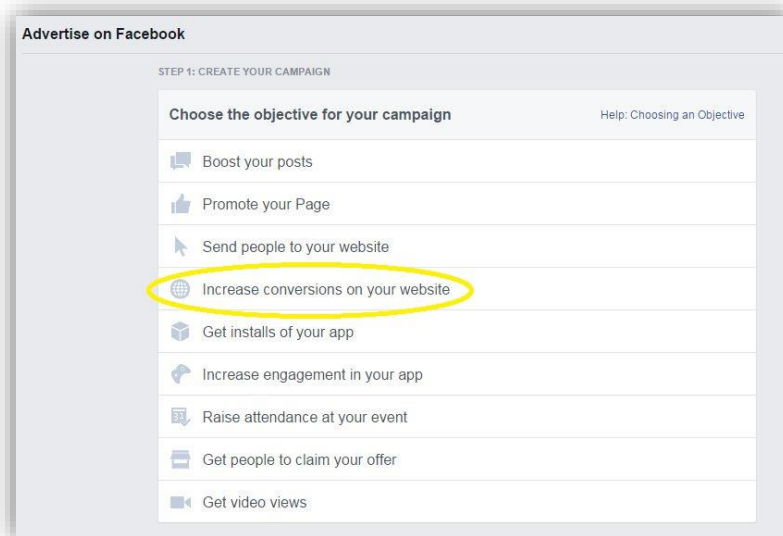 Advertise on Facebook
STEP 1: CREATE YOUR CAMPAIGN
Choose the objective for your campaign
Help: Choosing an Objective
Boost your posts
Promote your Page
Send people to your website
Increase conversions on your website
Get installs of your app
Increase engagement in your app
31
Raise attendance at your event
Get people to claim your offer
Get video views